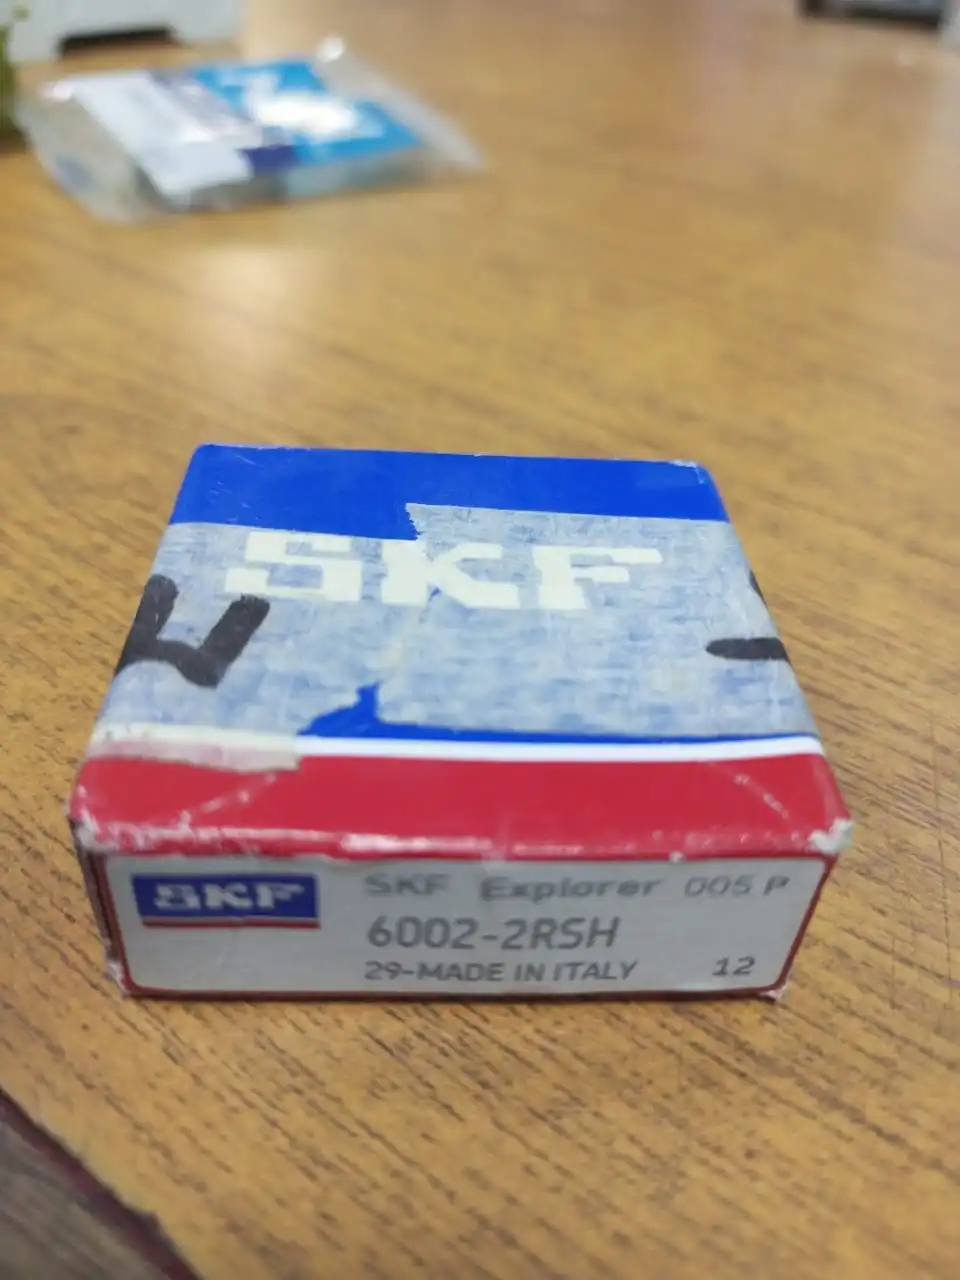 SKF
SKF
SKF Explorer 005 P
6002-2RSH
29-MADE IN ITALY 12